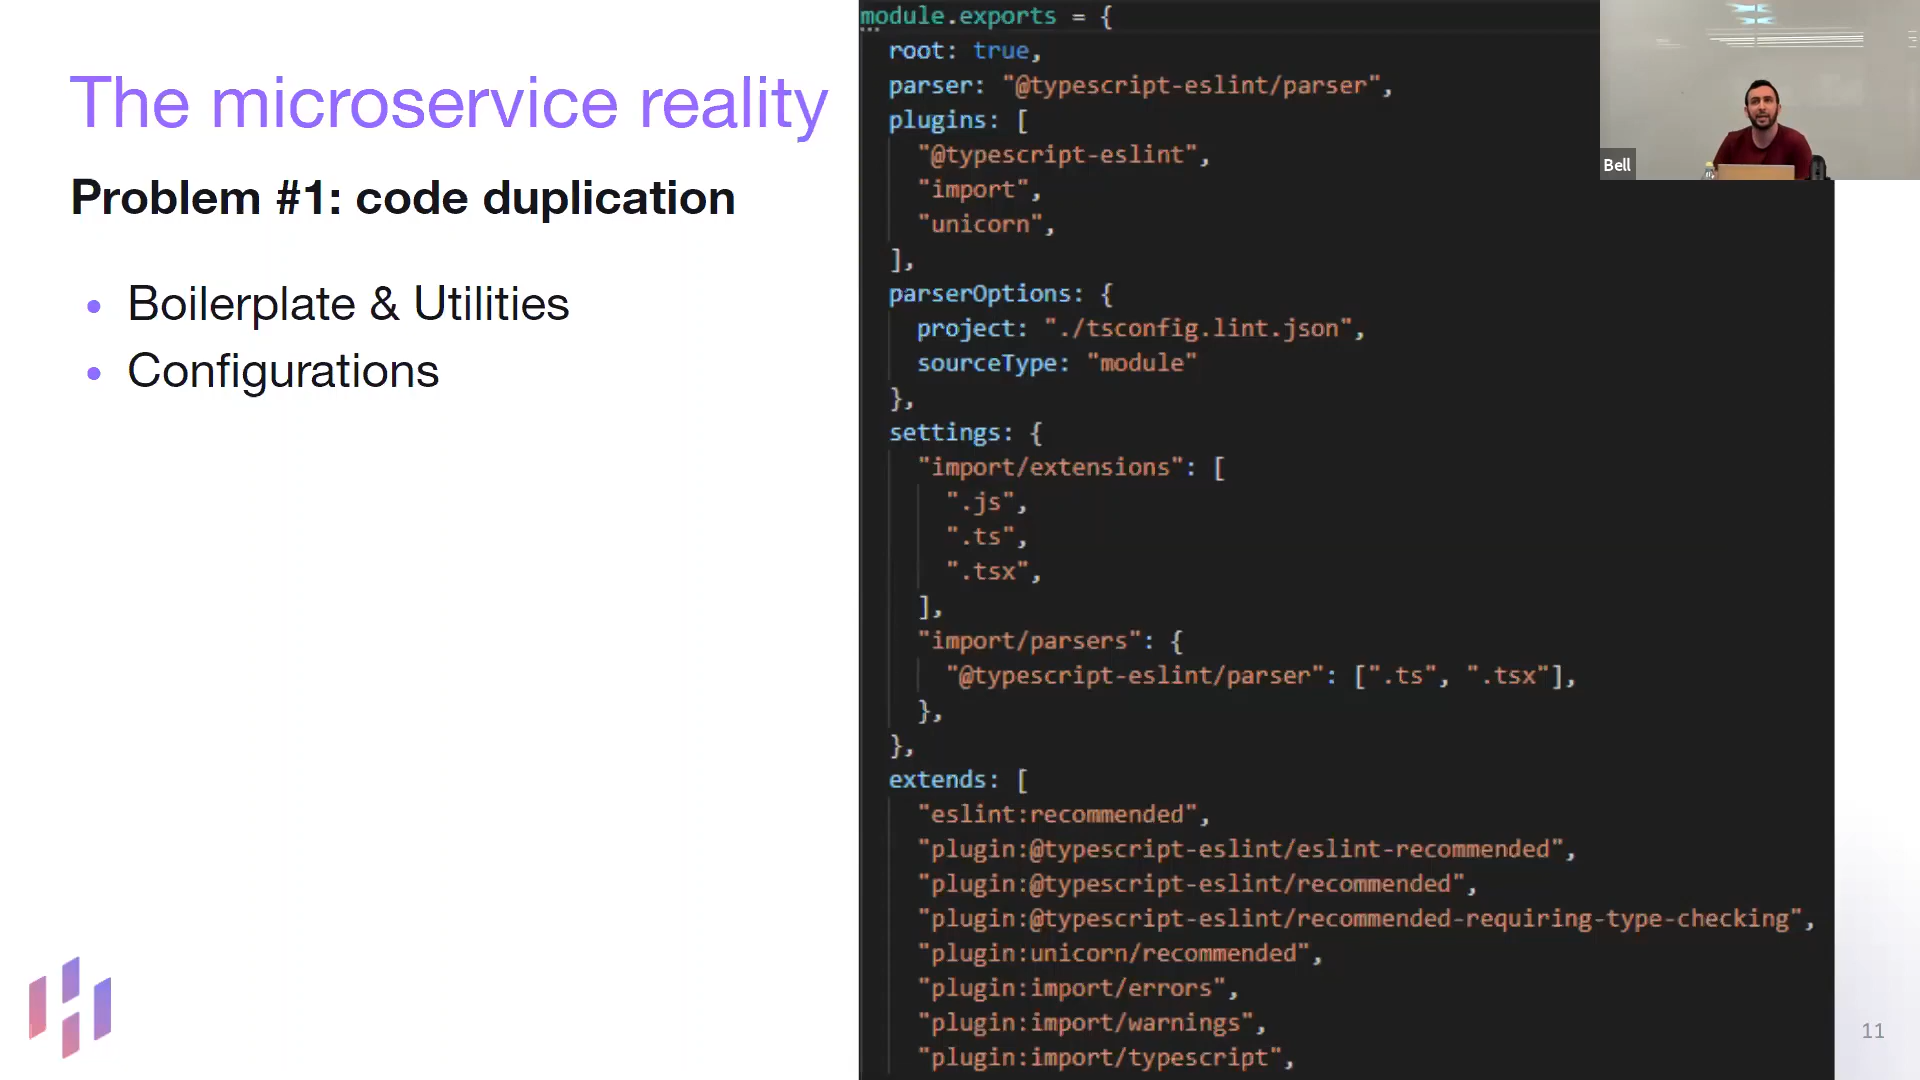 The microservice reality
Problem #1: code duplication
• Boilerplate & Utilities
• Configurations
module.exports = {
root: true,
parser: "@typescript-eslint/parser",
plugins: [
"@typescript-eslint",
"import",
"unicorn",
],
parserOptions: {
project: "./tsconfig.lint.json",
sourceType: "module"
},
settings: {
"import/extensions": [
".js",
".ts",
".tsx",
],
"import/parsers": {
"@typescript-eslint/parser": [".ts", ".tsx"],
},
},
extends: [
"eslint:recommended",
"plugin:@typescript-eslint/eslint-recommended",
"plugin:@typescript-eslint/recommended",
"plugin:@typescript-eslint/recommended-requiring-type-checking",
"plugin:unicorn/recommended",
"plugin:import/errors",
"plugin:import/warnings",
"plugin:import/typescript",
Bell
11